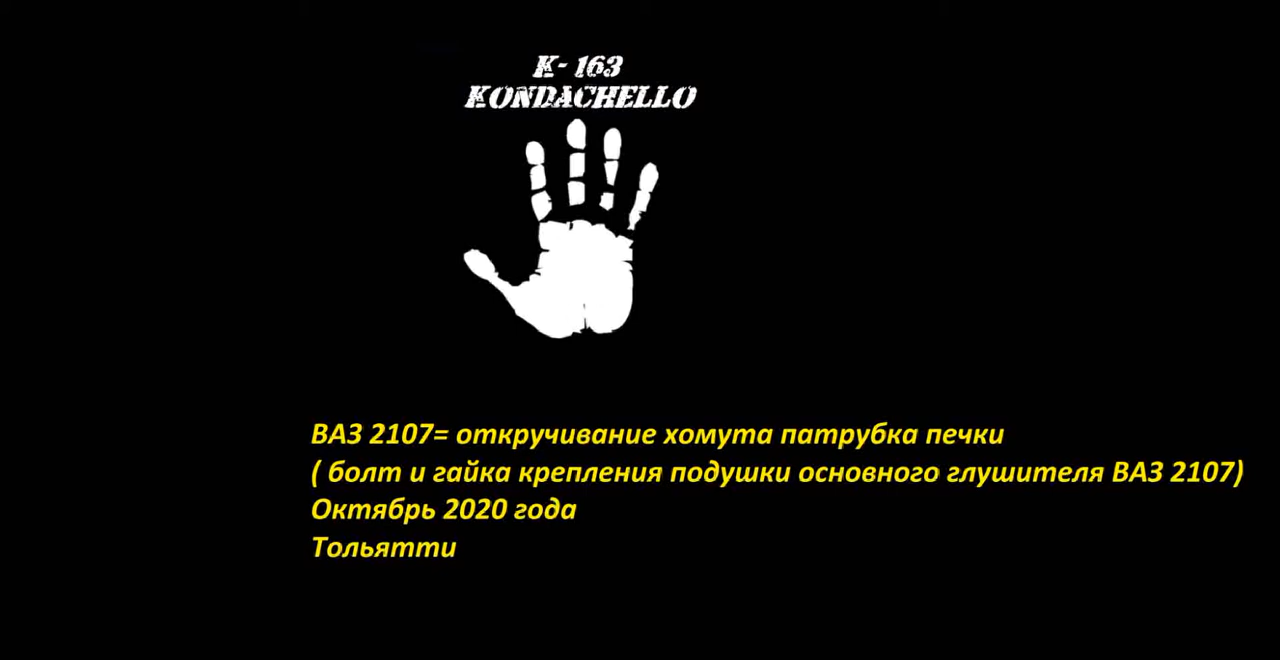 K- 163
KONDACHELLO
ВАЗ 2107= откручивание хомута патрубка печки
( болт и гайка крепления подушки основного глушителя ВАЗ 2107)
Октябрь 2020 года
Тольятти